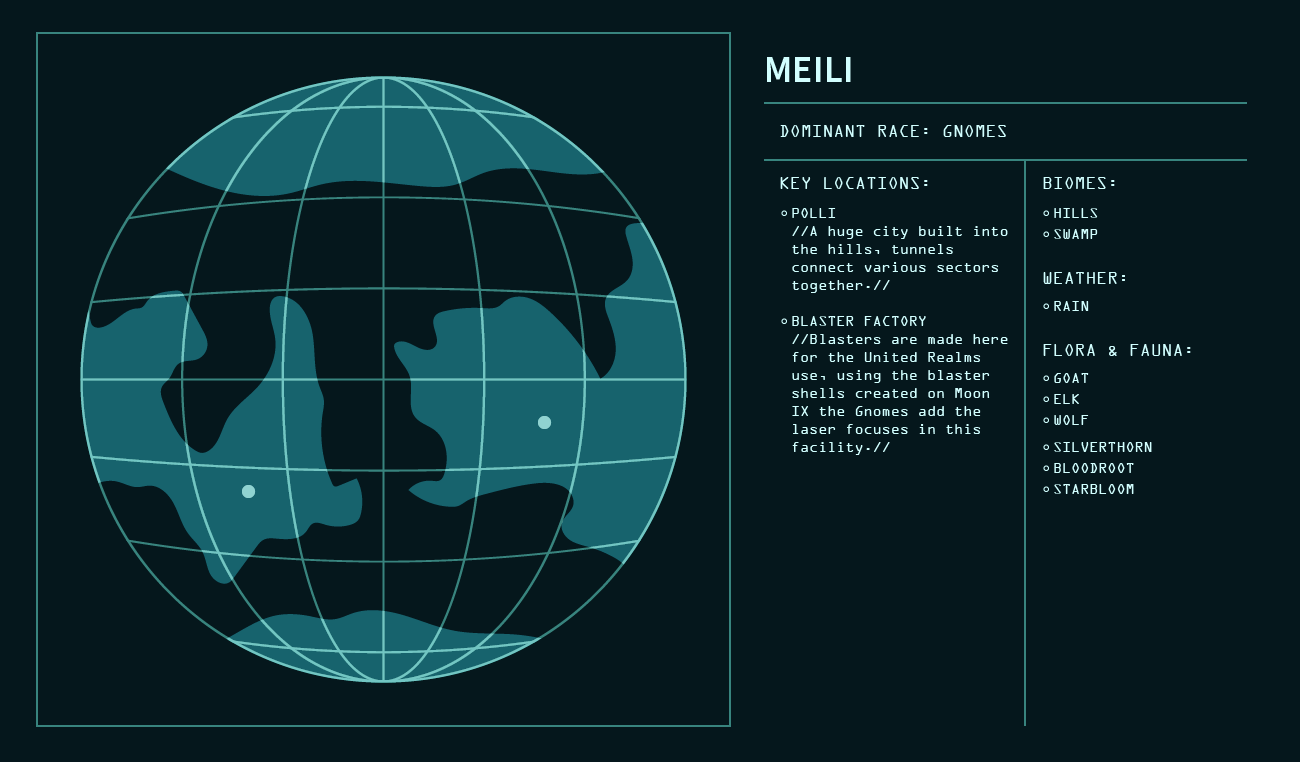 MEILI
DOMINANT RACE: GNOMES
KEY LOCATIONS:
POLLI
//A huge city built into
the hills, tunnels
connect various sectors
together.//
BLASTER FACTORY
//Blasters are made here
for the United Realms
use, using the blaster
shells created on Moon
IX the Gnomes add the
laser focuses in this
facility.//
BIOMES:
HILLS
SWAMP
WEATHER:
RAIN
FLORA & FAUNA:
GOAT
ELK
WOLF
SILVERTHORN
BLOODROOT
STARBLOOM